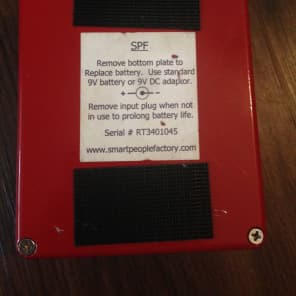 SPF
Remove bottom plate to
Replace battery. Use standard
9V battery or 9V DC adaptor.
+ -
Remove input plug when not
in use to prolong battery life.
Serial # RT3401045
www.smartpeoplefactory.com